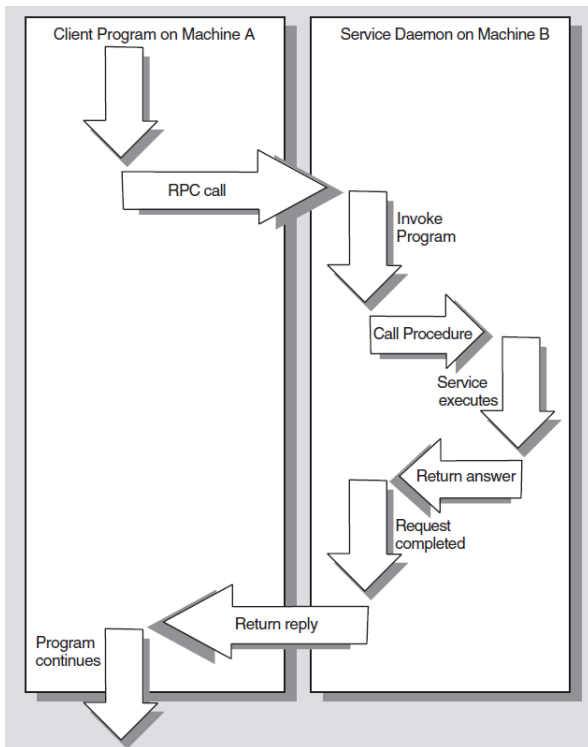 Client Program on Machine A
Service Daemon on Machine B
RPC call
Invoke
Program
Call Procedure
Service
executes
Return answer
Request
completed
Return reply
Program
continues